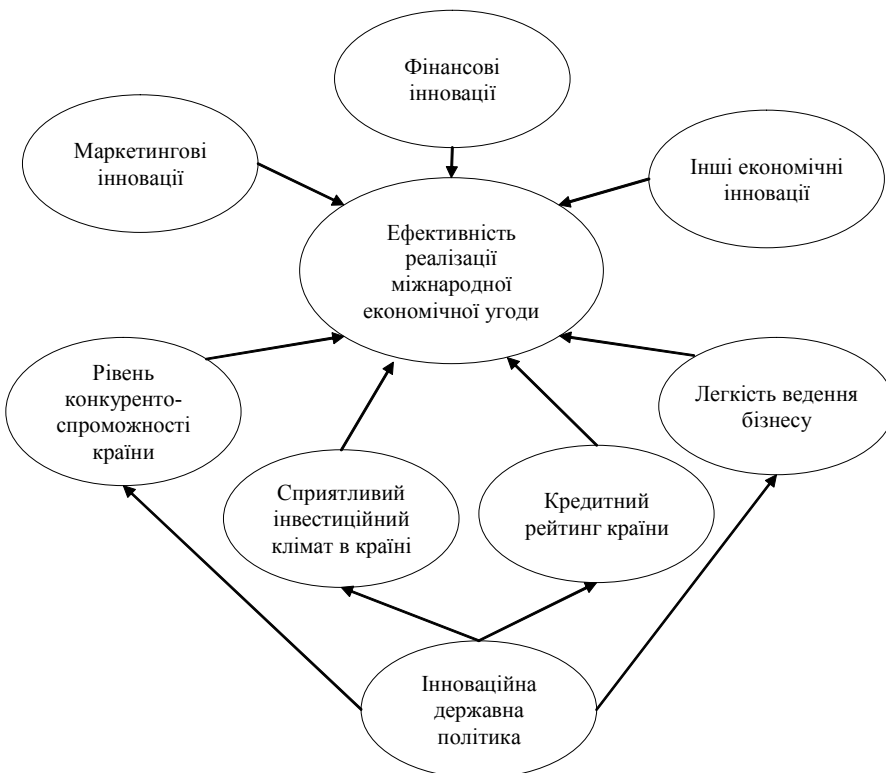 Фінансові
інновації
Маркетингові
інновації
Інші економічні
інновації
Ефективність
реалізації
міжнародної
економічної угоди
Рівень
конкуренто-
спроможності
країни
Легкість ведення
бізнесу
Сприятливий
інвестиційний
клімат в країні
Кредитний
рейтинг країни
Інноваційна
державна
політика